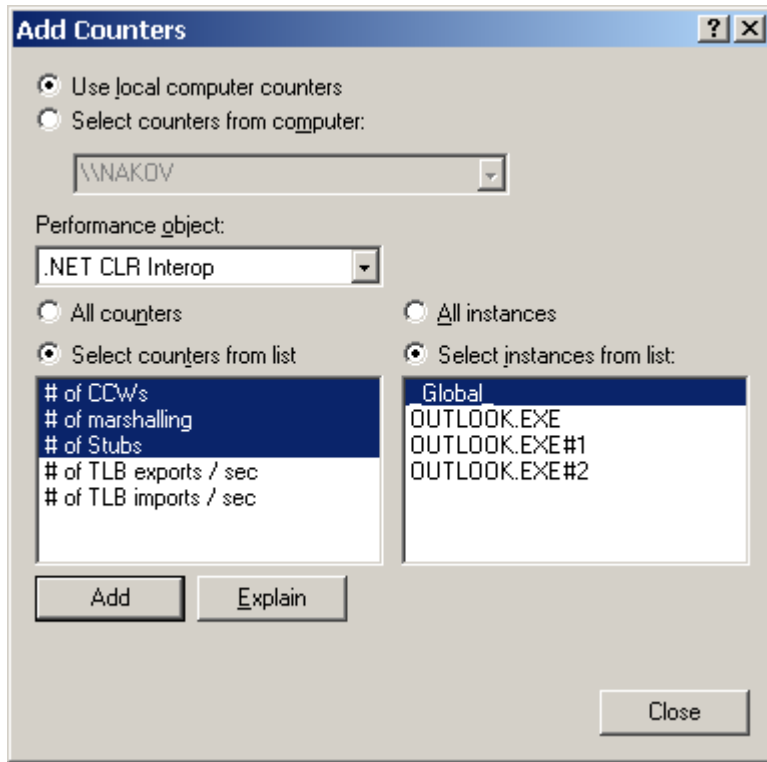 Add Counters
Use local computer counters
Select counters from computer:
\\NAKOV
Performance object:
.NET CLR Interop
All counters
All instances
Select counters from list
Select instances from list:
# of CCWs
# of marshalling
# of Stubs
# of TLB exports / sec
# of TLB imports / sec
_Global_
OUTLOOK.EXE
OUTLOOK.EXE#1
OUTLOOK.EXE#2
Add
Explain
Close